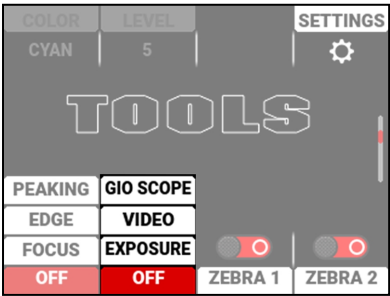 COLOR LEVEL SETTINGS
CYAN 5
TOOLS
PEAKING GIO SCOPE
EDGE VIDEO
FOCUS EXPOSURE
OFF OFF ZEBRA 1 ZEBRA 2